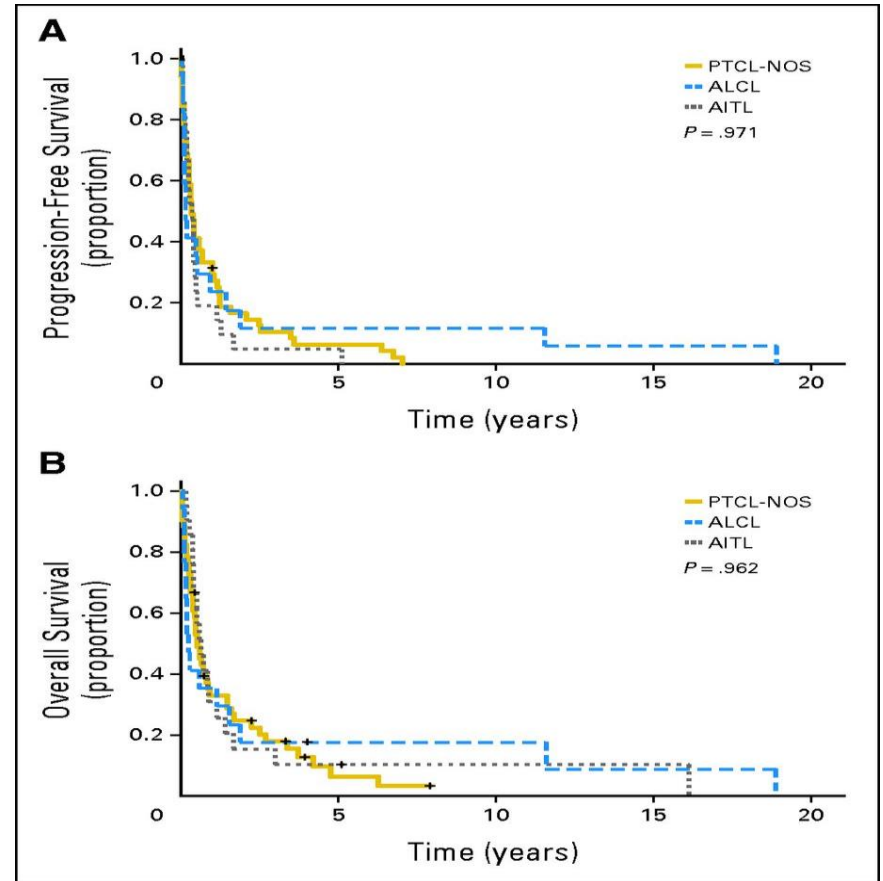 A
Progression-Free Survival
(proportion)
1.0
0.8
0.6
0.4
0.2
0
5
10
15
20
Time (years)
PTCL-NOS
ALCL
AITL
P = .971
B
Overall Survival
(proportion)
1.0
0.8
0.6
0.4
0.2
0
5
10
15
20
Time (years)
PTCL-NOS
ALCL
AITL
P = .962